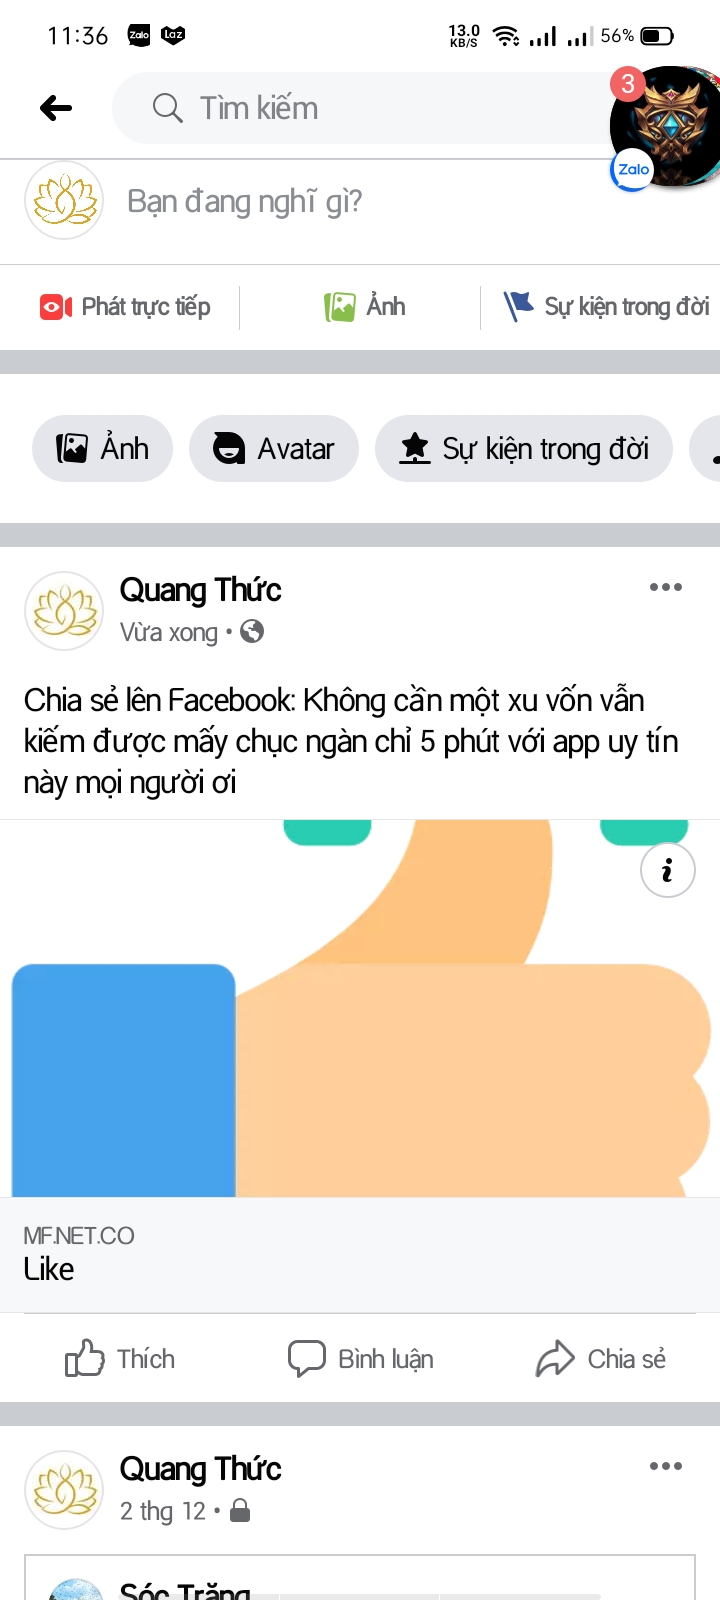 11:36
Zalo
Laz
13.0
KB/S
56%
Tìm kiếm
3
Zalo
Bạn đang nghĩ gì?
Phát trực tiếp
Ảnh
Sự kiện trong đời
Ảnh
Avatar
Sự kiện trong đời
Quang Thức
Vừa xong •
Chia sẻ lên Facebook: Không cần một xu vốn vẫn
kiếm được mấy chục ngàn chỉ 5 phút với app uy tín
này mọi người ơi
i
MF.NET.CO
Like
Thích
Bình luận
Chia sẻ
Quang Thức
2 thg 12 •
Sóc Trăng